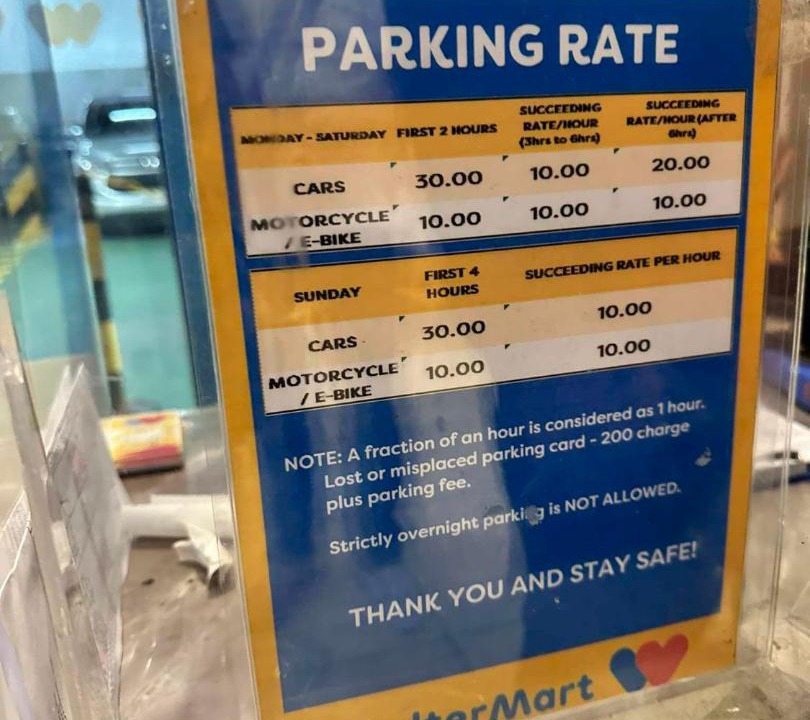 PARKING RATE
MONDAY - SATURDAY FIRST 2 HOURS SUCCEEDING RATE/HOUR (3hrs to 6hrs) SUCCEEDING RATE/HOUR (AFTER 6hrs)
CARS 30.00 10.00 20.00
MOTORCYCLE / E-BIKE 10.00 10.00 10.00
SUNDAY FIRST 4 HOURS SUCCEEDING RATE PER HOUR
CARS 30.00 10.00
MOTORCYCLE / E-BIKE 10.00 10.00
NOTE: A fraction of an hour is considered as 1 hour.
Lost or misplaced parking card - 200 charge
plus parking fee.
Strictly overnight parking is NOT ALLOWED.
THANK YOU AND STAY SAFE!
lterMart